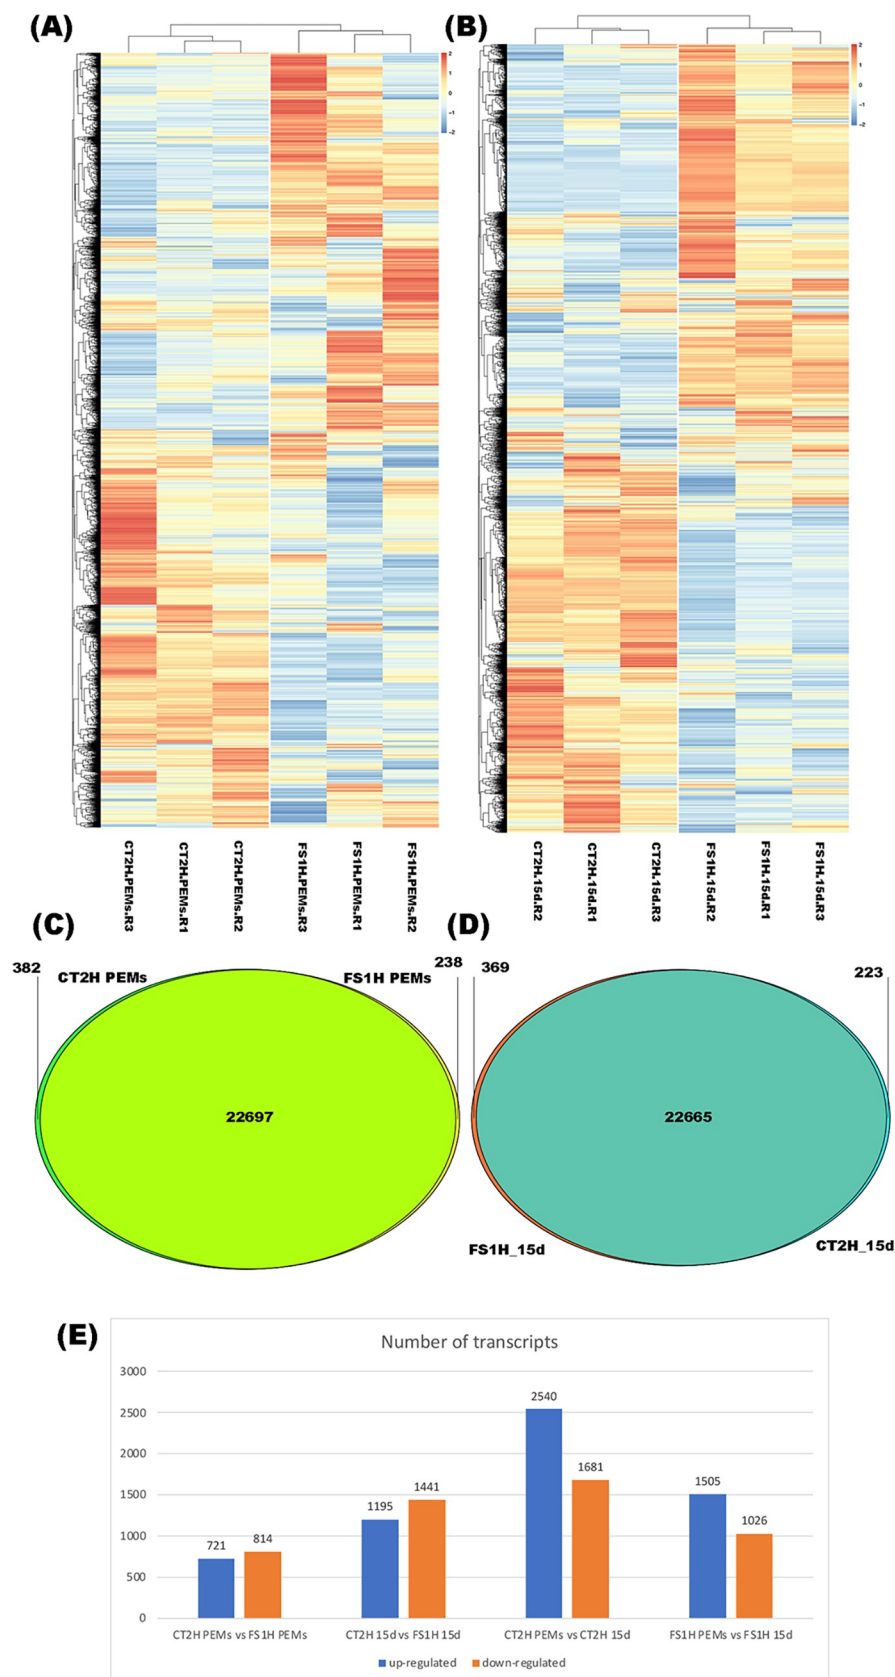 (A)
(B)
2
1
0
−1
−2
2
1
0
−1
−2
CT2H.PEMs.R3
CT2H.PEMs.R1
CT2H.PEMs.R2
FS1H.PEMs.R3
FS1H.PEMs.R1
FS1H.PEMs.R2
CT2H.15d.R2
CT2H.15d.R1
CT2H.15d.R3
FS1H.15d.R2
FS1H.15d.R1
FS1H.15d.R3
(C)
(D)
382
CT2H PEMs
FS1H PEMs
238
369
223
22697
22665
FS1H_15d
CT2H_15d
(E)
Number of transcripts
3000
2500
2000
1500
1000
500
0
721
814
1195
1441
2540
1681
1505
1026
CT2H PEMs vs FS1H PEMs
CT2H 15d vs FS1H 15d
CT2H PEMs vs CT2H 15d
FS1H PEMs vs FS1H 15d
up-regulated
down-regulated